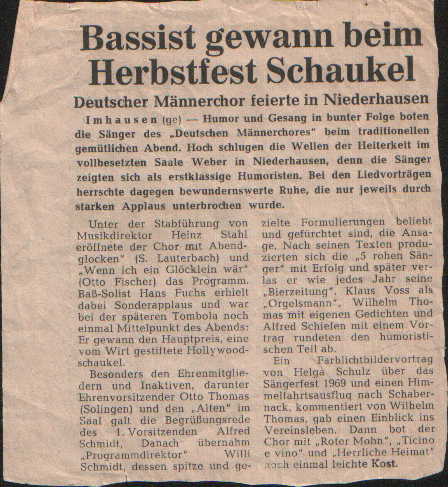 Bassist gewann beim
Herbstfest Schaukel
Deutscher Männerchor feierte in Niederhausen
Imhausen (ge) — Humor und Gesang in bunter Folge boten
die Sänger des „Deutschen Männerchores" beim traditionellen
gemütlichen Abend. Hoch schlugen die Wellen der Heiterkeit im
vollbesetzten Saale Weber in Niederhausen, denn die Sänger
zeigten sich als erstklassige Humoristen. Bei den Liedvorträgen
herrschte dagegen bewundernswerte Ruhe, die nur jeweils durch
starken Applaus unterbrochen wurde.
Unter der Stabführung von
Musikdirektor Heinz Stahl
eröffnete der Chor mit „Abend-
glocken" (S. Lauterbach) und
„Wenn ich ein Glöcklein wär"
(Otto Fischer) das Programm.
Baß-Solist Hans Fuchs erhielt
dabei Sonderapplaus und war
bei der späteren Tombola noch
einmal Mittelpunkt des Abends:
Er gewann den Hauptpreis, eine
vom Wirt gestiftete Hollywood-
schaukel.
Besonders den Ehrenmitglie-
dern und Inaktiven, darunter
Ehrenvorsitzender Otto Thomas
(Solingen) und den „Alten" im
Saal galt die Begrüßungsrede
des 1. Vorsitzenden Alfred
Schmidt, Danach übernahm
„Programmdirektor" Willi
Schmidt, dessen spitze und ge-
zielte Formulierungen beliebt
und gefürchtet sind, die Ansa-
ge. Nach seinen Texten produ-
zierten sich die „5 rohen Sän-
ger" mit Erfolg und später ver-
las er wie jedes Jahr seine
„Bierzeitung". Klaus Voss als
„Orgelsmann", Wilhelm Tho-
mas mit eigenen Gedichten und
Alfred Schiefen mit einem Vor-
trag rundeten den humoristi-
schen Teil ab.
Ein Farblichtbildervortrag
von Helga Schulz über das
Sängerfest 1969 und einen Him-
melfahrtsausflug nach Schaber-
nack, kommentiert von Wilhelm
Thomas, gab einen Einblick ins
Vereinsleben. Dann bot der
Chor mit „Roter Mohn", „Ticino
e vino" und „Herrliche Heimat"
noch einmal leichte Kost.